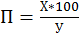 П = X*100
y